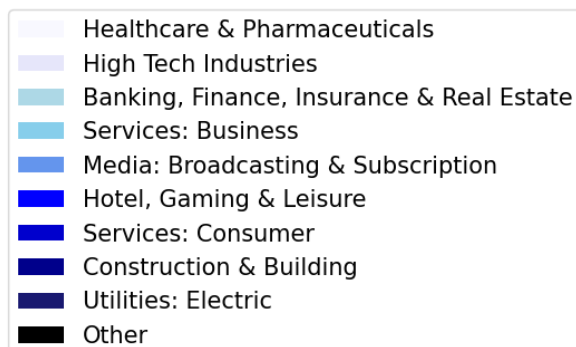 Healthcare & Pharmaceuticals
High Tech Industries
Banking, Finance, Insurance & Real Estate
Services: Business
Media: Broadcasting & Subscription
Hotel, Gaming & Leisure
Services: Consumer
Construction & Building
Utilities: Electric
Other